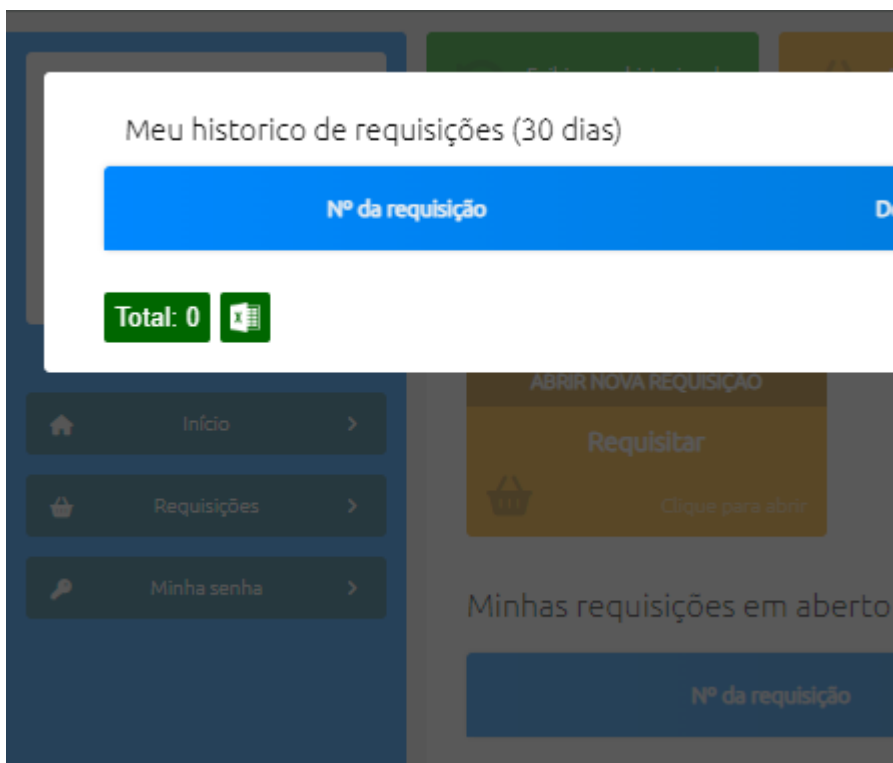 Meu historico de requisições (30 dias)
Nº da requisição
Total: 0
ABRIR NOVA REQUISIÇÃO
Requisitar
Clique para abrir
Início
Requisições
Minha senha
Minhas requisições em aberto
Nº da requisição